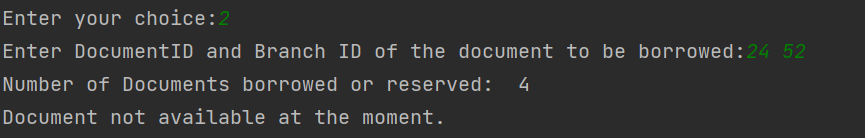 Enter your choice:2
Enter DocumentID and Branch ID of the document to be borrowed:24 52
Number of Documents borrowed or reserved:  4
Document not available at the moment.